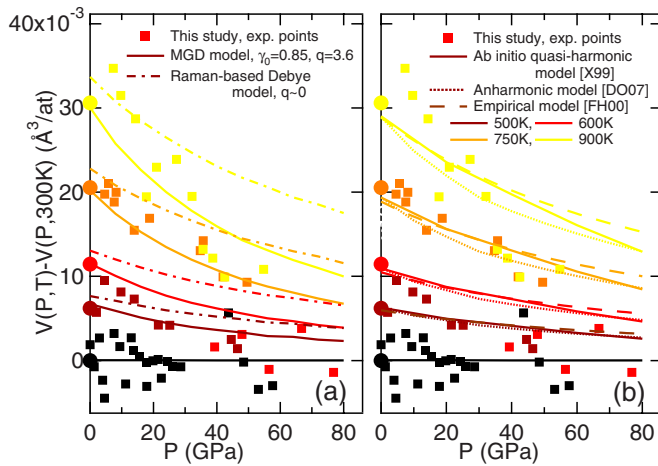 40x10⁻³
30
20
10
0
V(P,T)-V(P,300K) (Å³/at)
This study, exp. points
MGD model, γ₀=0.85, q=3.6
Raman-based Debye
model, q~0
(a)
0
20
40
60
80
P (GPa)
This study, exp. points
Ab initio quasi-harmonic
model [X99]
Anharmonic model [DO07]
Empirical model [FH00]
500K, 600K
750K, 900K
(b)
0
20
40
60
80
P (GPa)